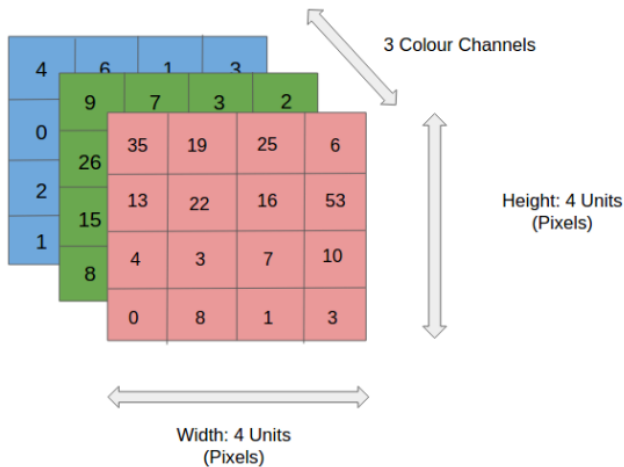 3 Colour Channels
4 6 1 3
9 7 3 2
0
26
35 19 25 6
2
15
13 22 16 53
1
8
4 3 7 10
0 8 1 3
Height: 4 Units
(Pixels)
Width: 4 Units
(Pixels)